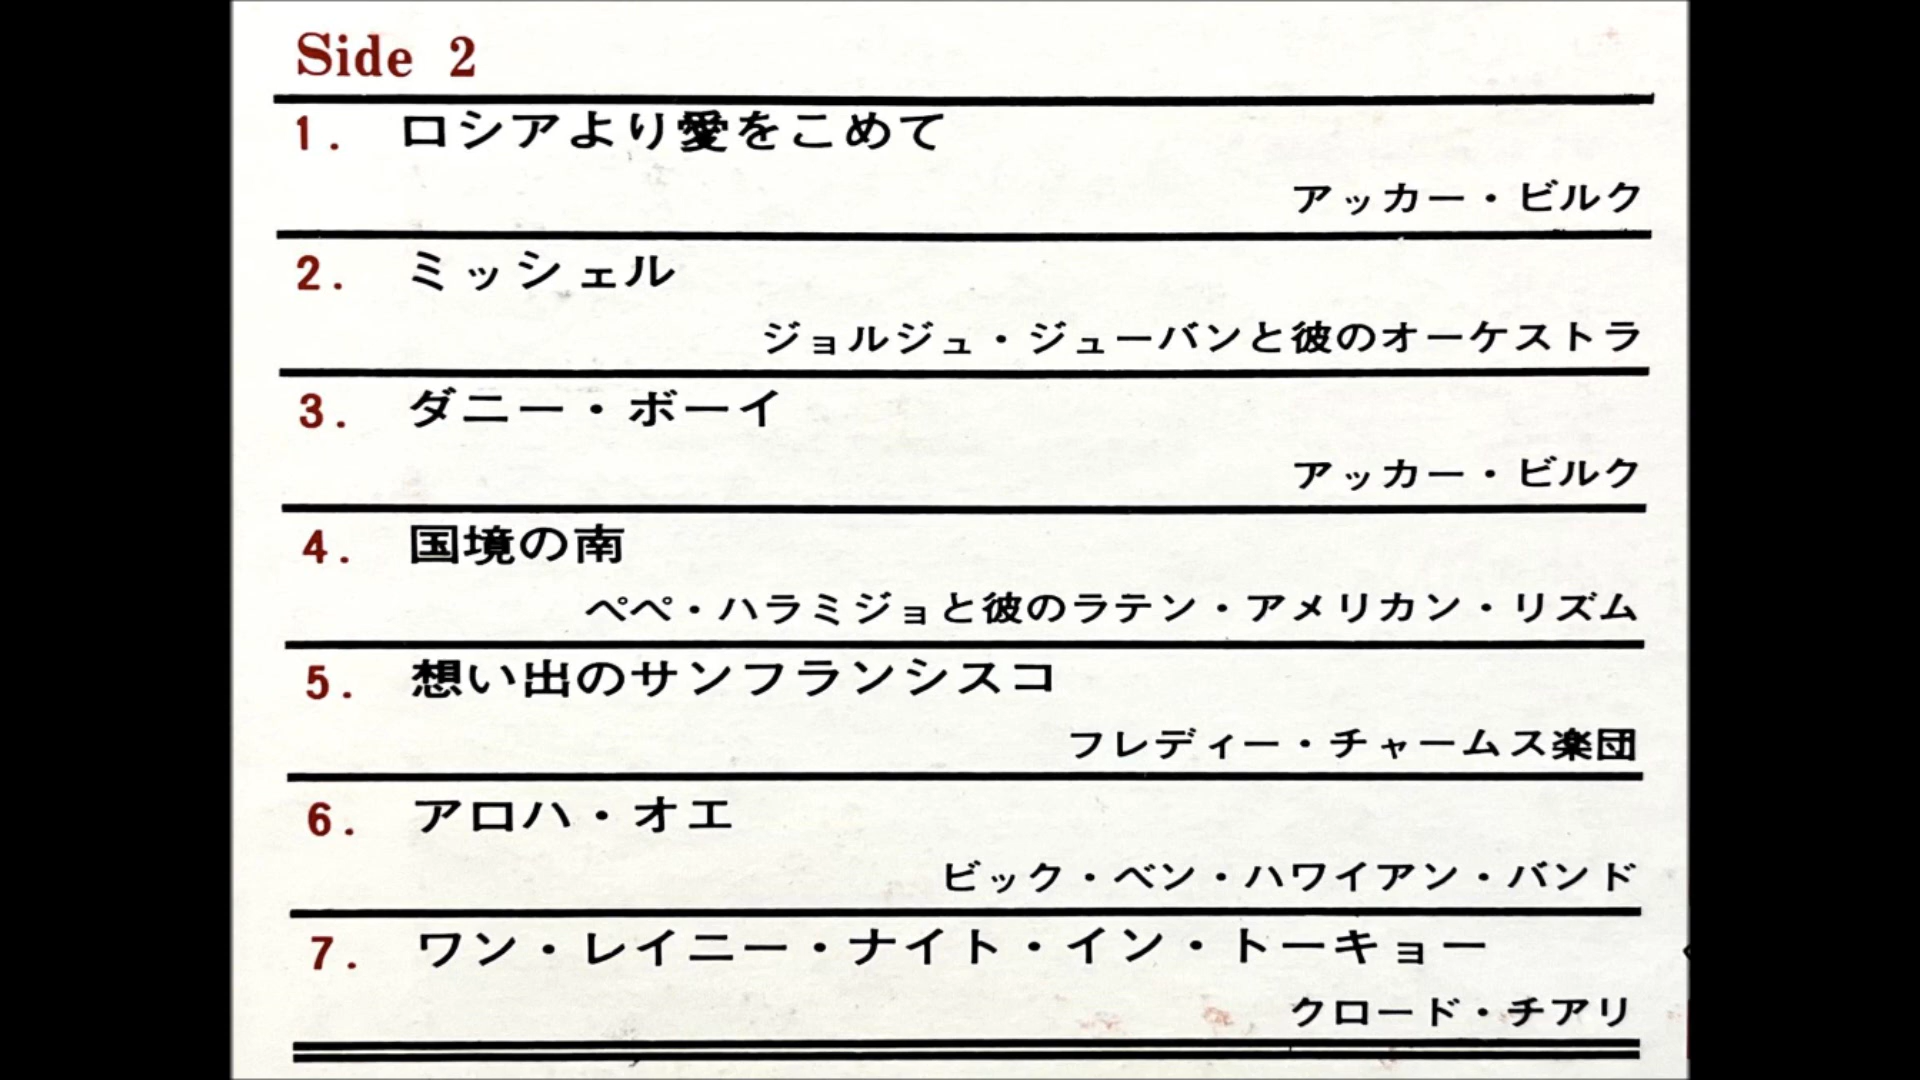 Side 2
1. ロシアより愛をこめて
アッカー・ビルク
2. ミッシェル
ジョルジュ・ジューバンと彼のオーケストラ
3. ダニー・ボーイ
アッカー・ビルク
4. 国境の南
ペペ・ハラミジョと彼のラテン・アメリカン・リズム
5. 想い出のサンフランシスコ
フレディー・チャームス楽団
6. アロハ・オエ
ビック・ベン・ハワイアン・バンド
7. ワン・レイニー・ナイト・イン・トーキョー
クロード・チアリ